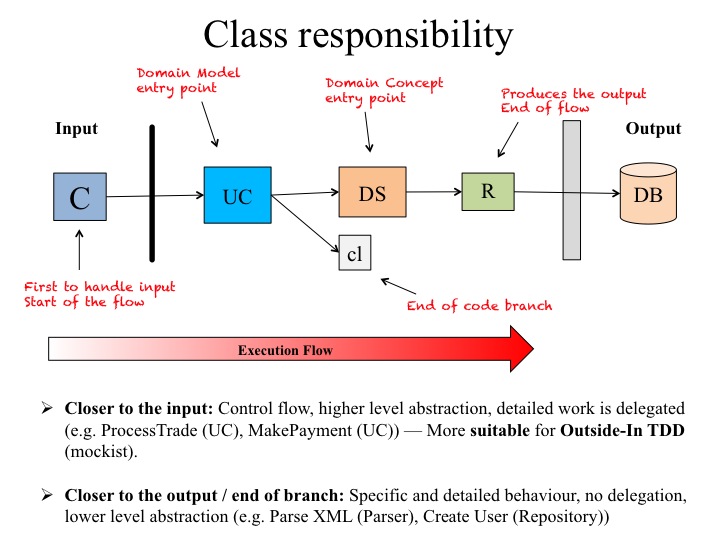 Class responsibility
Domain Model
entry point
Domain Concept
entry point
Produces the output
End of flow
Input
Output
C
UC
DS
R
DB
cl
First to handle input
Start of the flow
End of code branch
Execution Flow
➢ Closer to the input: Control flow, higher level abstraction, detailed work is delegated
(e.g. ProcessTrade (UC), MakePayment (UC)) — More suitable for Outside-In TDD
(mockist).
➢ Closer to the output / end of branch: Specific and detailed behaviour, no delegation,
lower level abstraction (e.g. Parse XML (Parser), Create User (Repository))